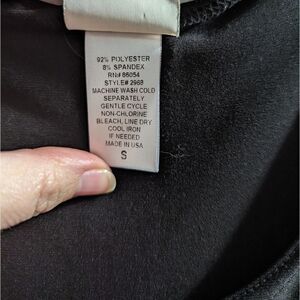 92% POLYESTER
8% SPANDEX
RN# 86054
STYLE# 2968
MACHINE WASH COLD
SEPARATELY
GENTLE CYCLE
NON-CHLORINE
BLEACH, LINE DRY
COOL IRON
IF NEEDED
MADE IN USA
S